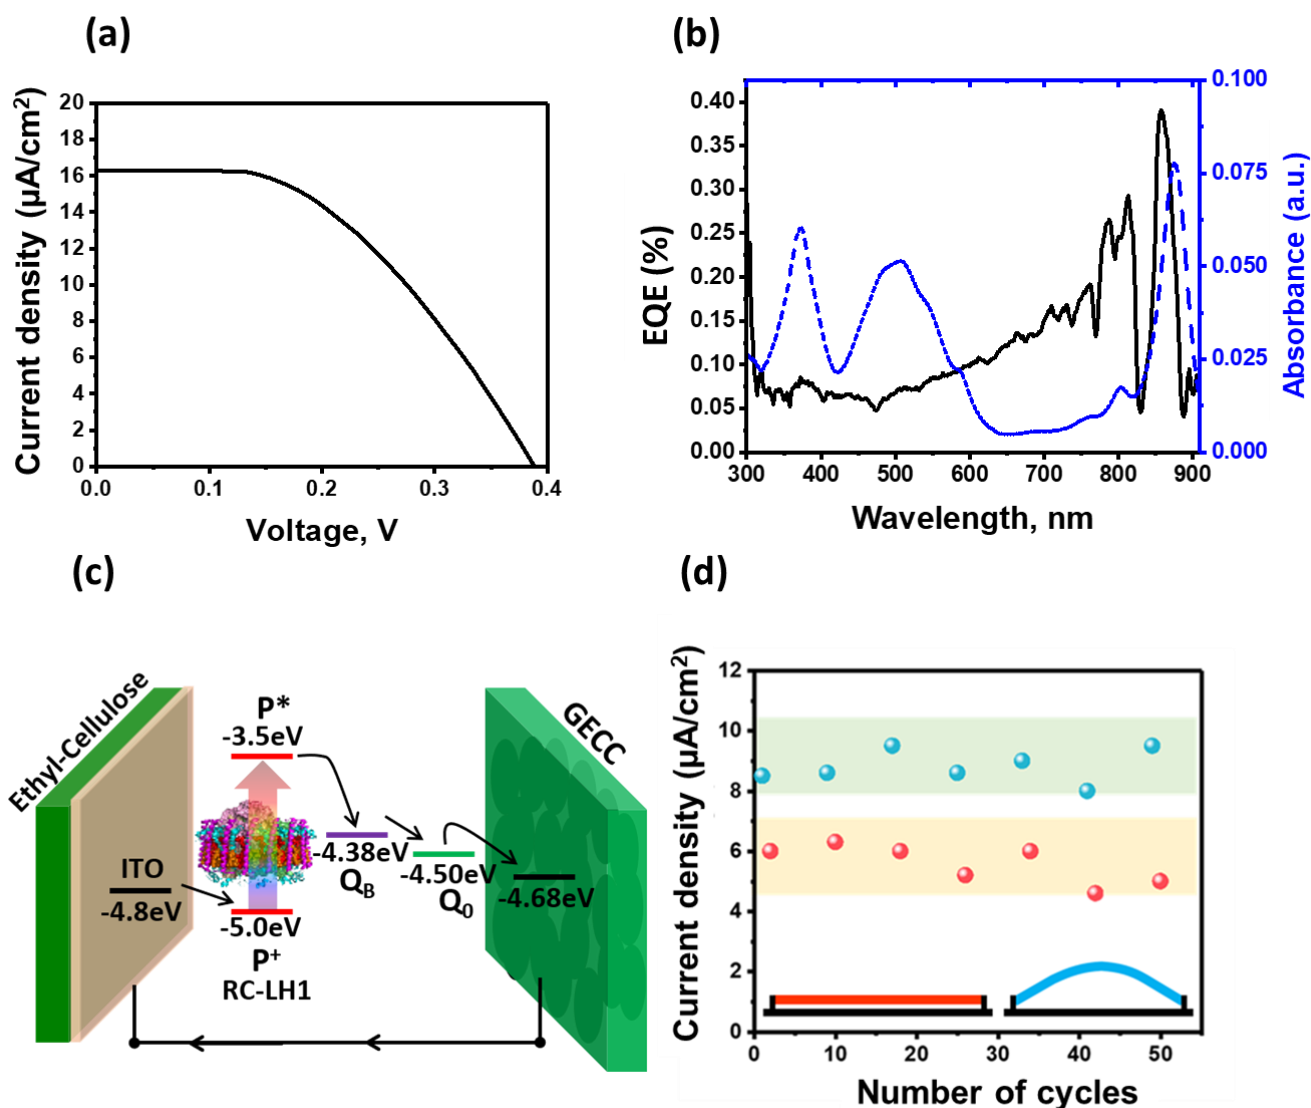 (a)
Current density (µA/cm²)
20
18
16
14
12
10
8
6
4
2
0
0.0 0.1 0.2 0.3 0.4
Voltage, V
(b)
EQE (%)
0.40
0.35
0.30
0.25
0.20
0.15
0.10
0.05
0.00
300 400 500 600 700 800 900
Wavelength, nm
0.100
0.075
0.050
0.025
0.000
Absorbance (a.u.)
(c)
Ethyl-Cellulose
ITO
-4.8eV
P*
-3.5eV
-5.0eV
P⁺
RC-LH1
-4.38eV
Q_B
-4.50eV
Q_0
GECC
-4.68eV
(d)
Current density (µA/cm²)
12
10
8
6
4
2
0
0 10 20 30 40 50
Number of cycles